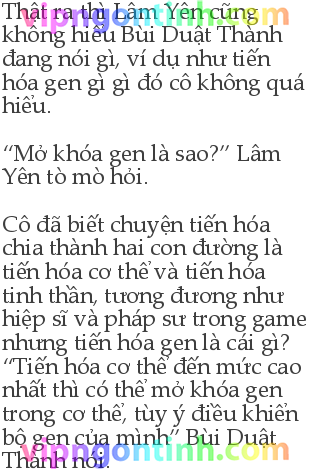 Thật ra thì Lâm Yên cũng
không hiểu Bùi Duật Thành
đang nói gì, ví dụ như tiến
hóa gen gì gì đó cô không quá
hiểu.
“Mở khóa gen là sao?” Lâm
Yên tò mò hỏi.
Cô đã biết chuyện tiến hóa
chia thành hai con đường là
tiến hóa cơ thể và tiến hóa
tinh thần, tương đương như
hiệp sĩ và pháp sư trong game
nhưng tiến hóa gen là cái gì?
“Tiến hóa cơ thể đến mức cao
nhất thì có thể mở khóa gen
trong cơ thể, tùy ý điều khiển
bộ gen của mình” Bùi Duật
Thành nói.
vipngontinh.com
vipngontinh.com